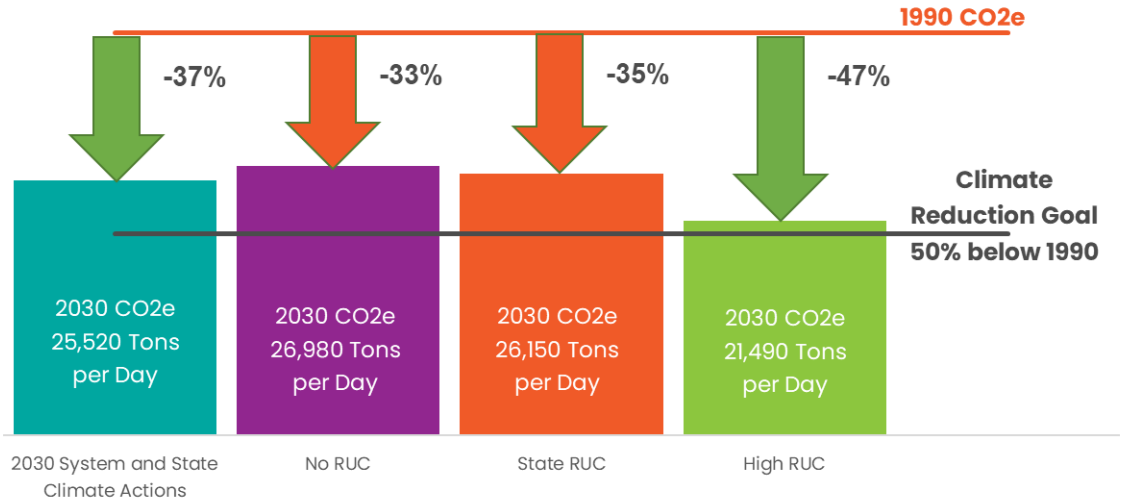 1990 CO2e
-37%
-33%
-35%
-47%
Climate
Reduction Goal
50% below 1990
2030 CO2e
25,520 Tons
per Day
2030 CO2e
26,980 Tons
per Day
2030 CO2e
26,150 Tons
per Day
2030 CO2e
21,490 Tons
per Day
2030 System and State
Climate Actions
No RUC
State RUC
High RUC